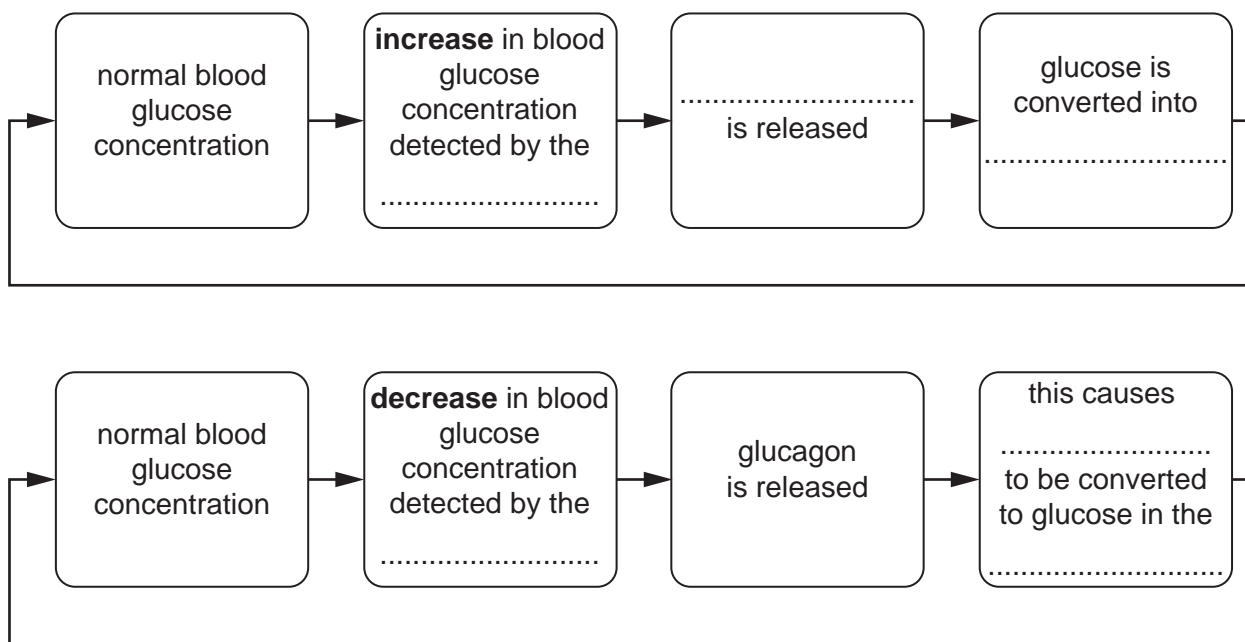 normal blood
glucose
concentration
increase in blood
glucose
concentration
detected by the
...........................
.............................
is released
glucose is
converted into
..............................
normal blood
glucose
concentration
decrease in blood
glucose
concentration
detected by the
...........................
glucagon
is released
this causes
..........................
to be converted
to glucose in the
.............................